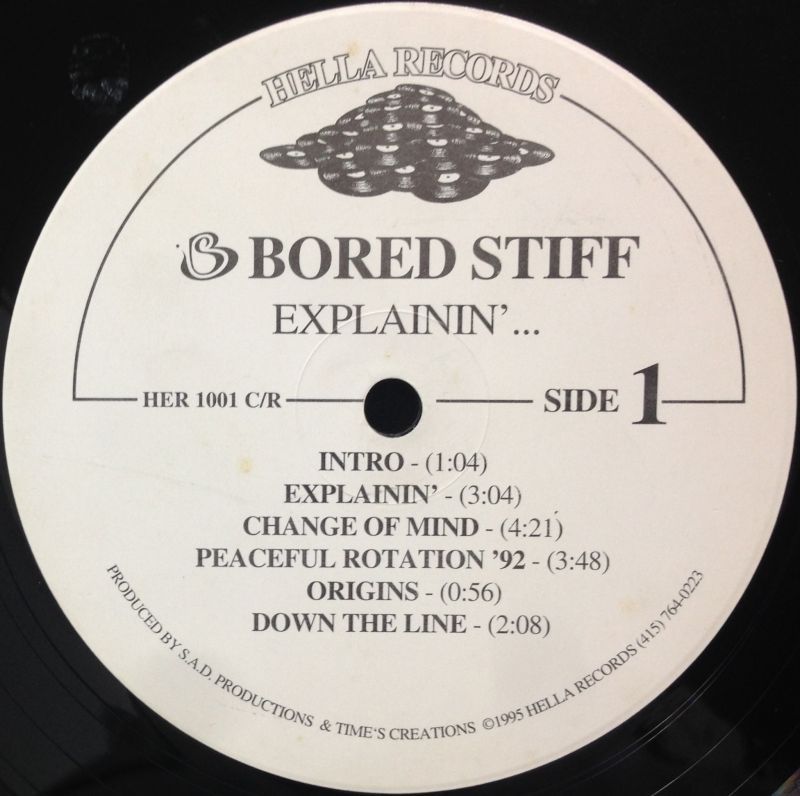 HELLA RECORDS
B BORED STIFF
EXPLAININ'...
HER 1001 C/R
SIDE 1
INTRO - (1:04)
EXPLAININ' - (3:04)
CHANGE OF MIND - (4:21)
PEACEFUL ROTATION '92 - (3:48)
ORIGINS - (0:56)
DOWN THE LINE - (2:08)
PRODUCED BY S.A.D. PRODUCTIONS & TIME'S CREATIONS ©1995 HELLA RECORDS (415) 764-0223